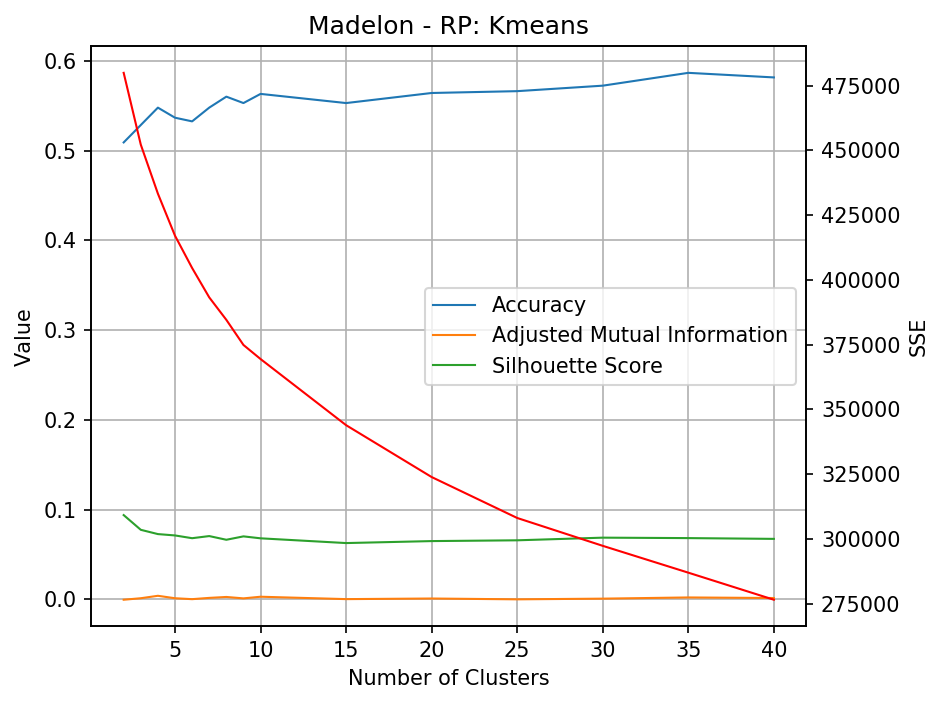 Madelon - RP: Kmeans
0.6
0.5
0.4
0.3
0.2
0.1
0.0
Value
475000
450000
425000
400000
375000
350000
325000
300000
275000
SSE
Accuracy
Adjusted Mutual Information
Silhouette Score
5 10 15 20 25 30 35 40
Number of Clusters